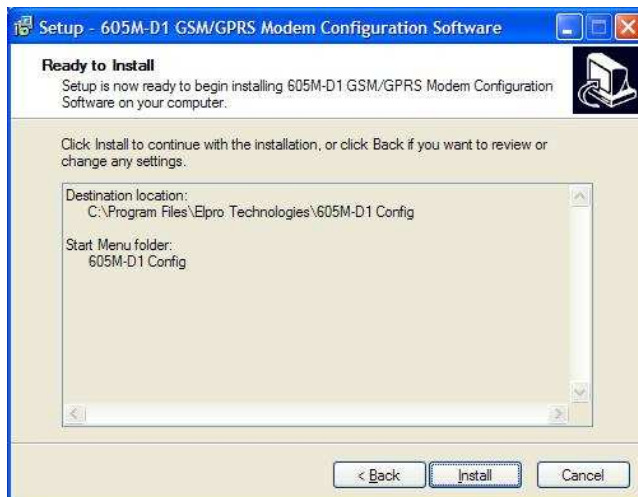 Setup - 605M-D1 GSM/GPRS Modem Configuration Software
Ready to Install
Setup is now ready to begin installing 605M-D1 GSM/GPRS Modem Configuration
Software on your computer.
Click Install to continue with the installation, or click Back if you want to review or
change any settings.
Destination location:
C:\Program Files\Elpro Technologies\605M-D1 Config
Start Menu folder:
605M-D1 Config
< Back
Install
Cancel